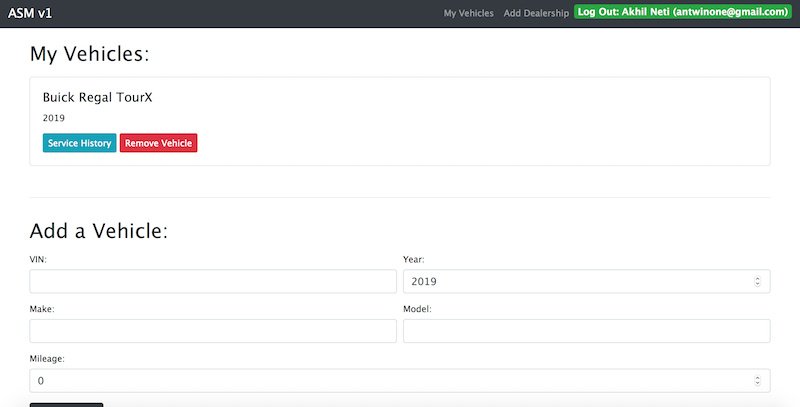 ASM v1
My Vehicles Add Dealership Log Out: Akhil Neti (antwinone@gmail.com)
My Vehicles:
Buick Regal TourX
2019
Service History Remove Vehicle
Add a Vehicle:
VIN: Year:
2019
Make: Model:
Mileage:
0